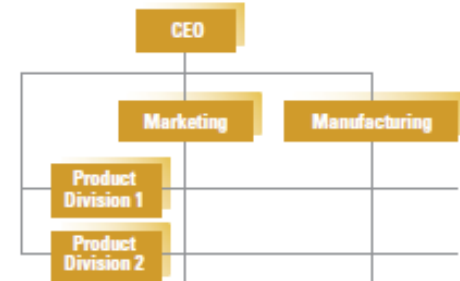 CEO
Marketing
Manufacturing
Product
Division 1
Product
Division 2